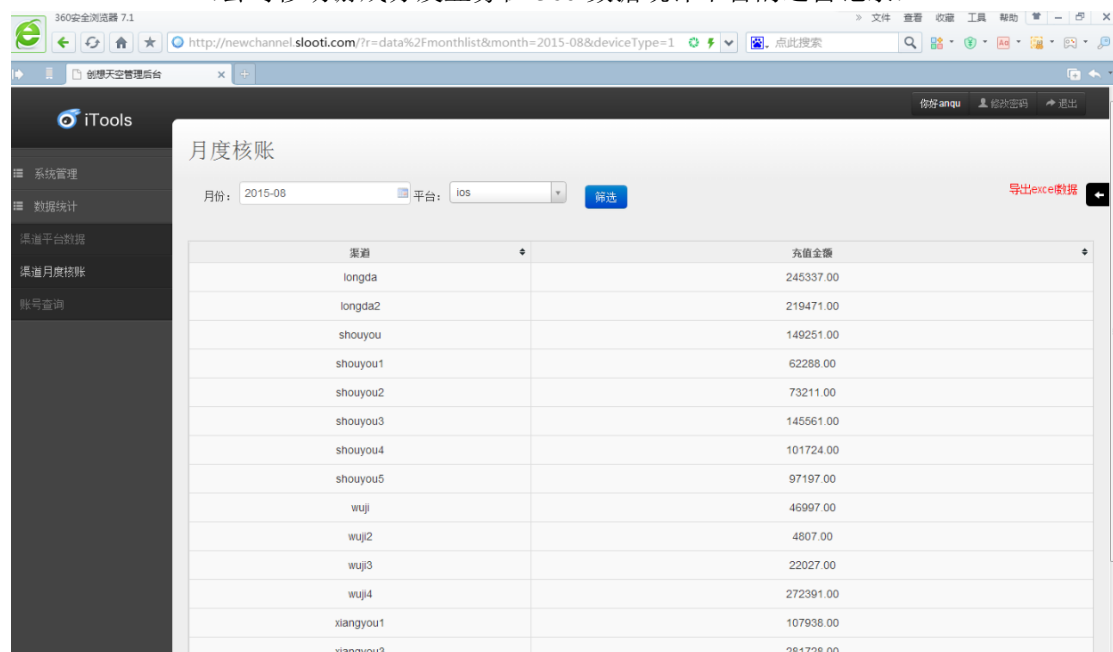 360安全浏览器 7.1
» 文件 查看 收藏 工具 帮助
http://newchannel.slooti.com/?r=data%2Fmonthlist&month=2015-08&deviceType=1
点此搜索
创想天空管理后台
你好anqu 修改密码 退出
iTools
月度核账
系统管理
月份: 2015-08 平台: ios 筛选
导出excel数据
数据统计
渠道平台数据
渠道月度核账
账号查询
渠道 充值金额
longda 245337.00
longda2 219471.00
shouyou 149251.00
shouyou1 62288.00
shouyou2 73211.00
shouyou3 145561.00
shouyou4 101724.00
shouyou5 97197.00
wuji 46997.00
wuji2 4807.00
wuji3 22027.00
wuji4 272391.00
xiangyou1 107938.00
xiangyou3 281728.00